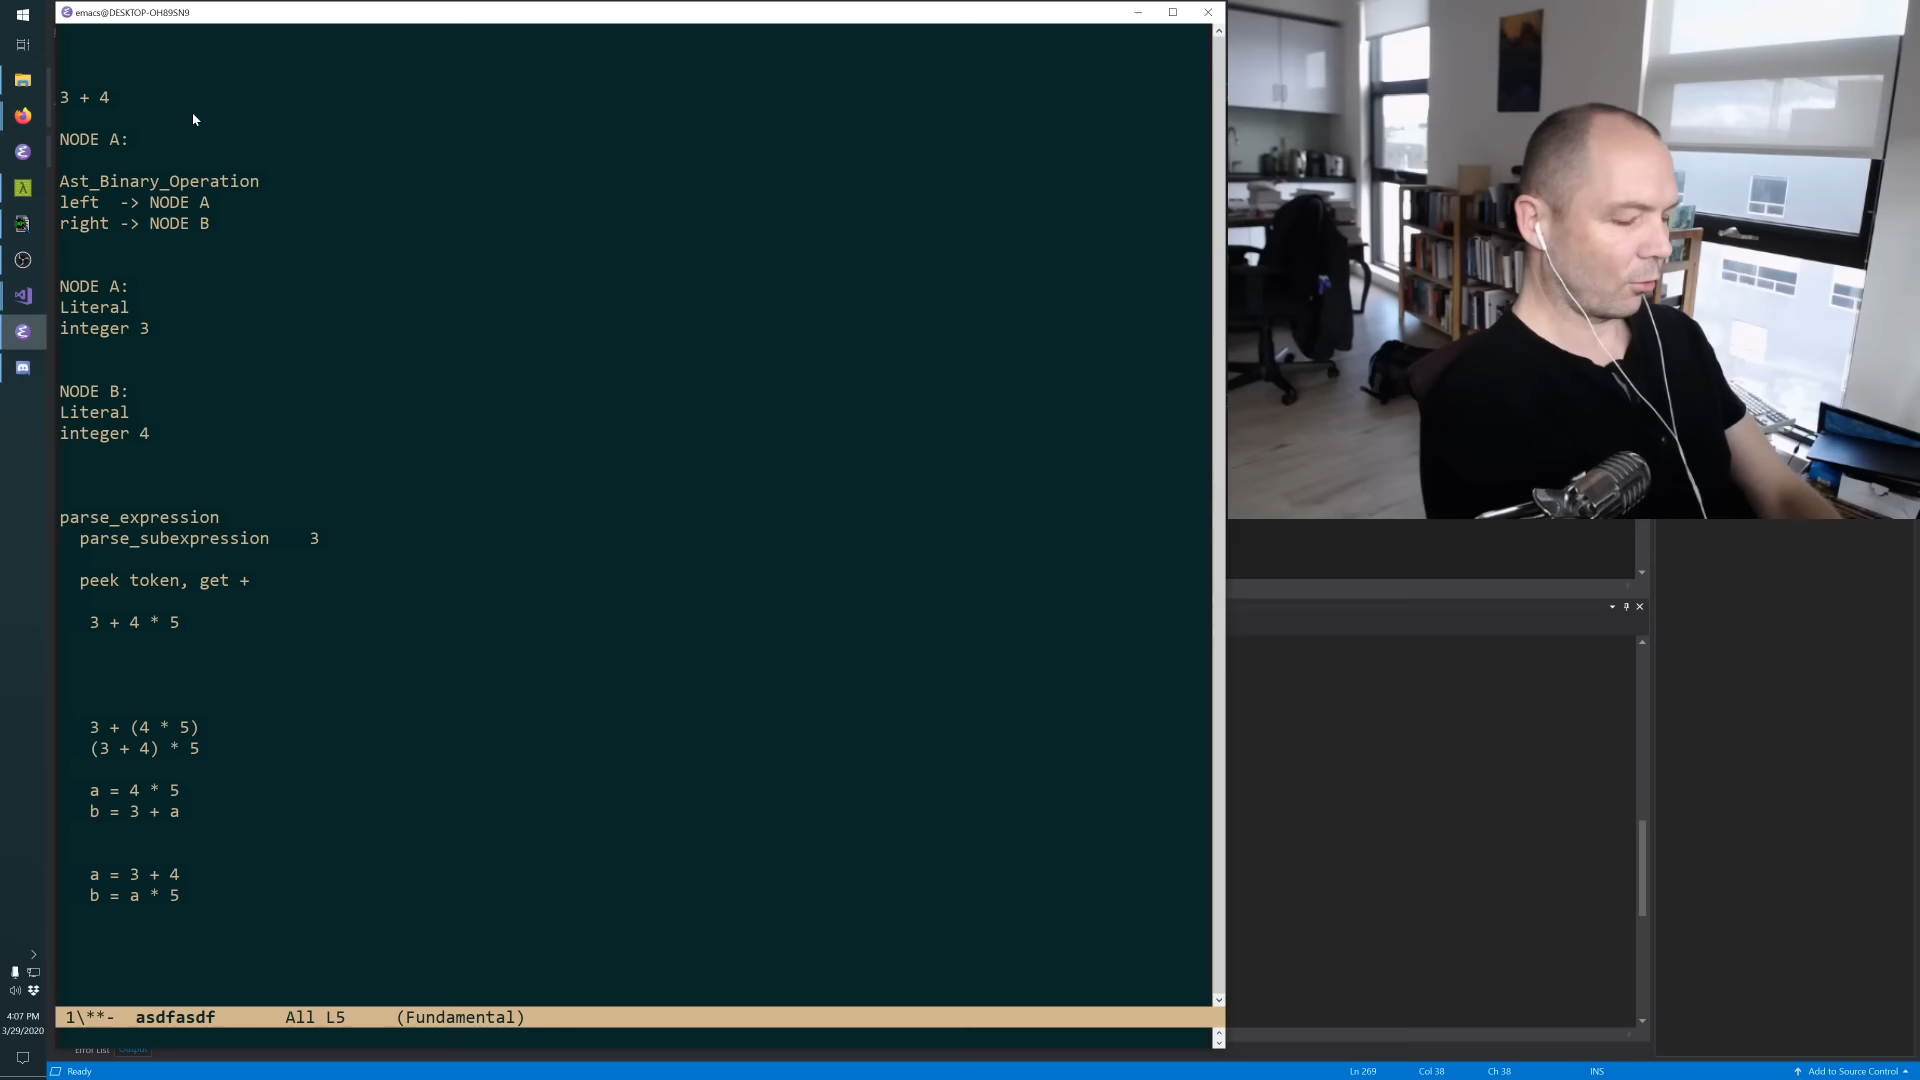 emacs@DESKTOP-OH89SN9
3 + 4
NODE A:
Ast_Binary_Operation
left  -> NODE A
right -> NODE B
NODE A:
Literal
integer 3
NODE B:
Literal
integer 4
parse_expression
parse_subexpression    3
peek token, get +
3 + 4 * 5
3 + (4 * 5)
(3 + 4) * 5
a = 4 * 5
b = 3 + a
a = 3 + 4
b = a * 5
1\**-  asdfasdf       All L5     (Fundamental)
4:07 PM
3/29/2020
Error List  Output
Ready  Ln 269  Col 38  Ch 38  INS  Add to Source Control